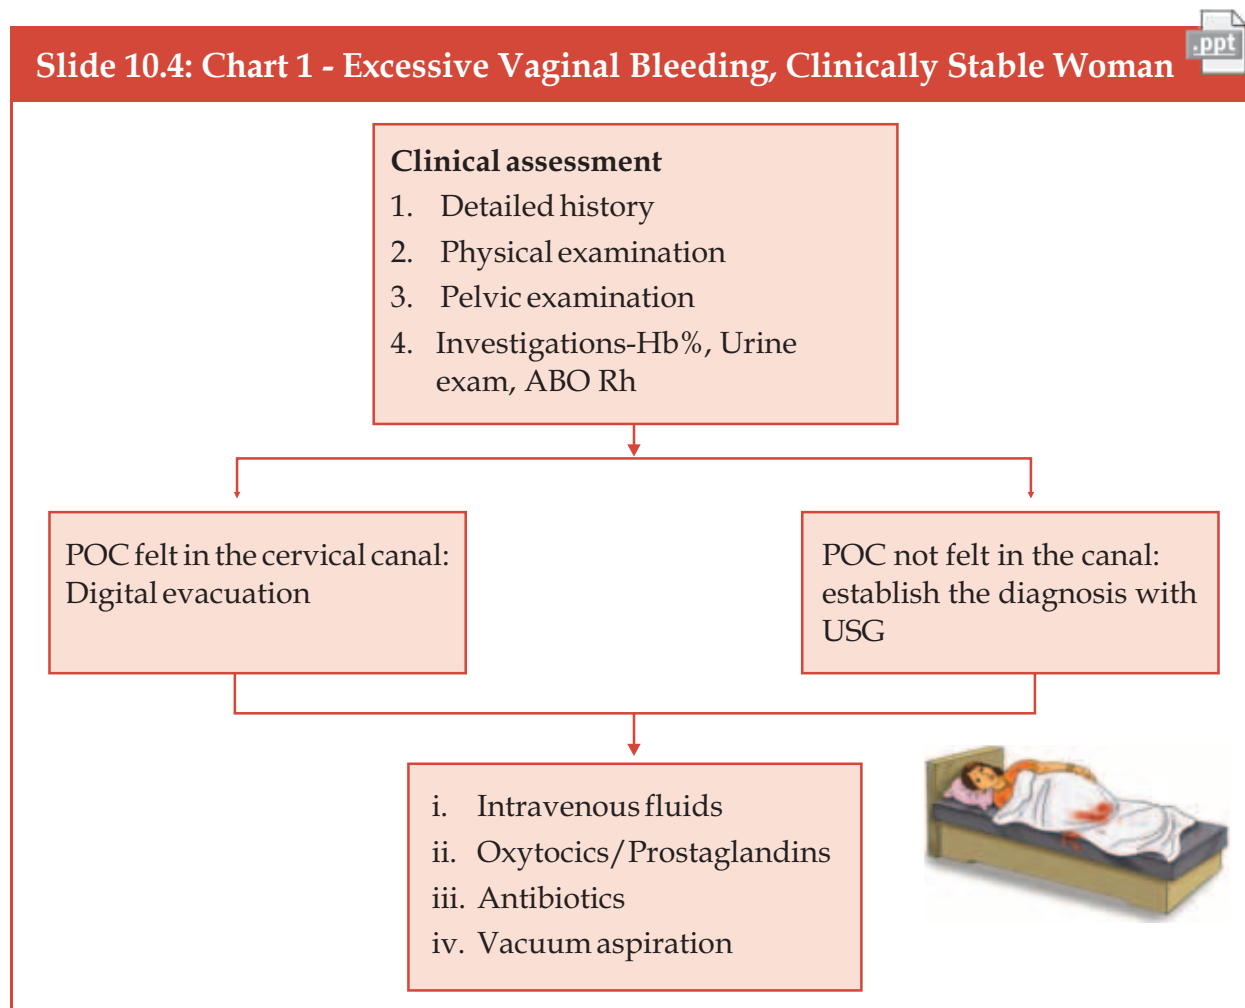 .ppt
Slide 10.4: Chart 1 - Excessive Vaginal Bleeding, Clinically Stable Woman
Clinical assessment
1. Detailed history
2. Physical examination
3. Pelvic examination
4. Investigations-Hb%, Urine
exam, ABO Rh
POC felt in the cervical canal:
Digital evacuation
POC not felt in the canal:
establish the diagnosis with
USG
i. Intravenous fluids
ii. Oxytocics/Prostaglandins
iii. Antibiotics
iv. Vacuum aspiration